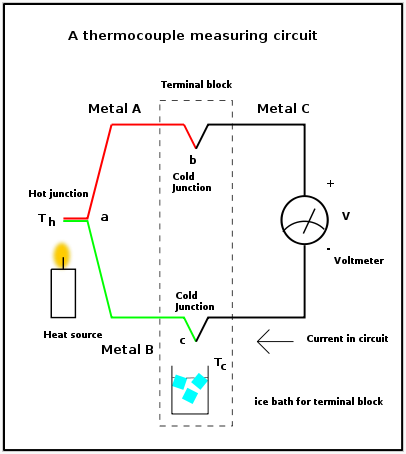 A thermocouple measuring circuit
Terminal block
Metal A
Metal C
b
Cold
Junction
Hot junction
T h
a
+
V
-
Voltmeter
Cold
Junction
Heat source
Metal B
c
Current in circuit
T c
ice bath for terminal block